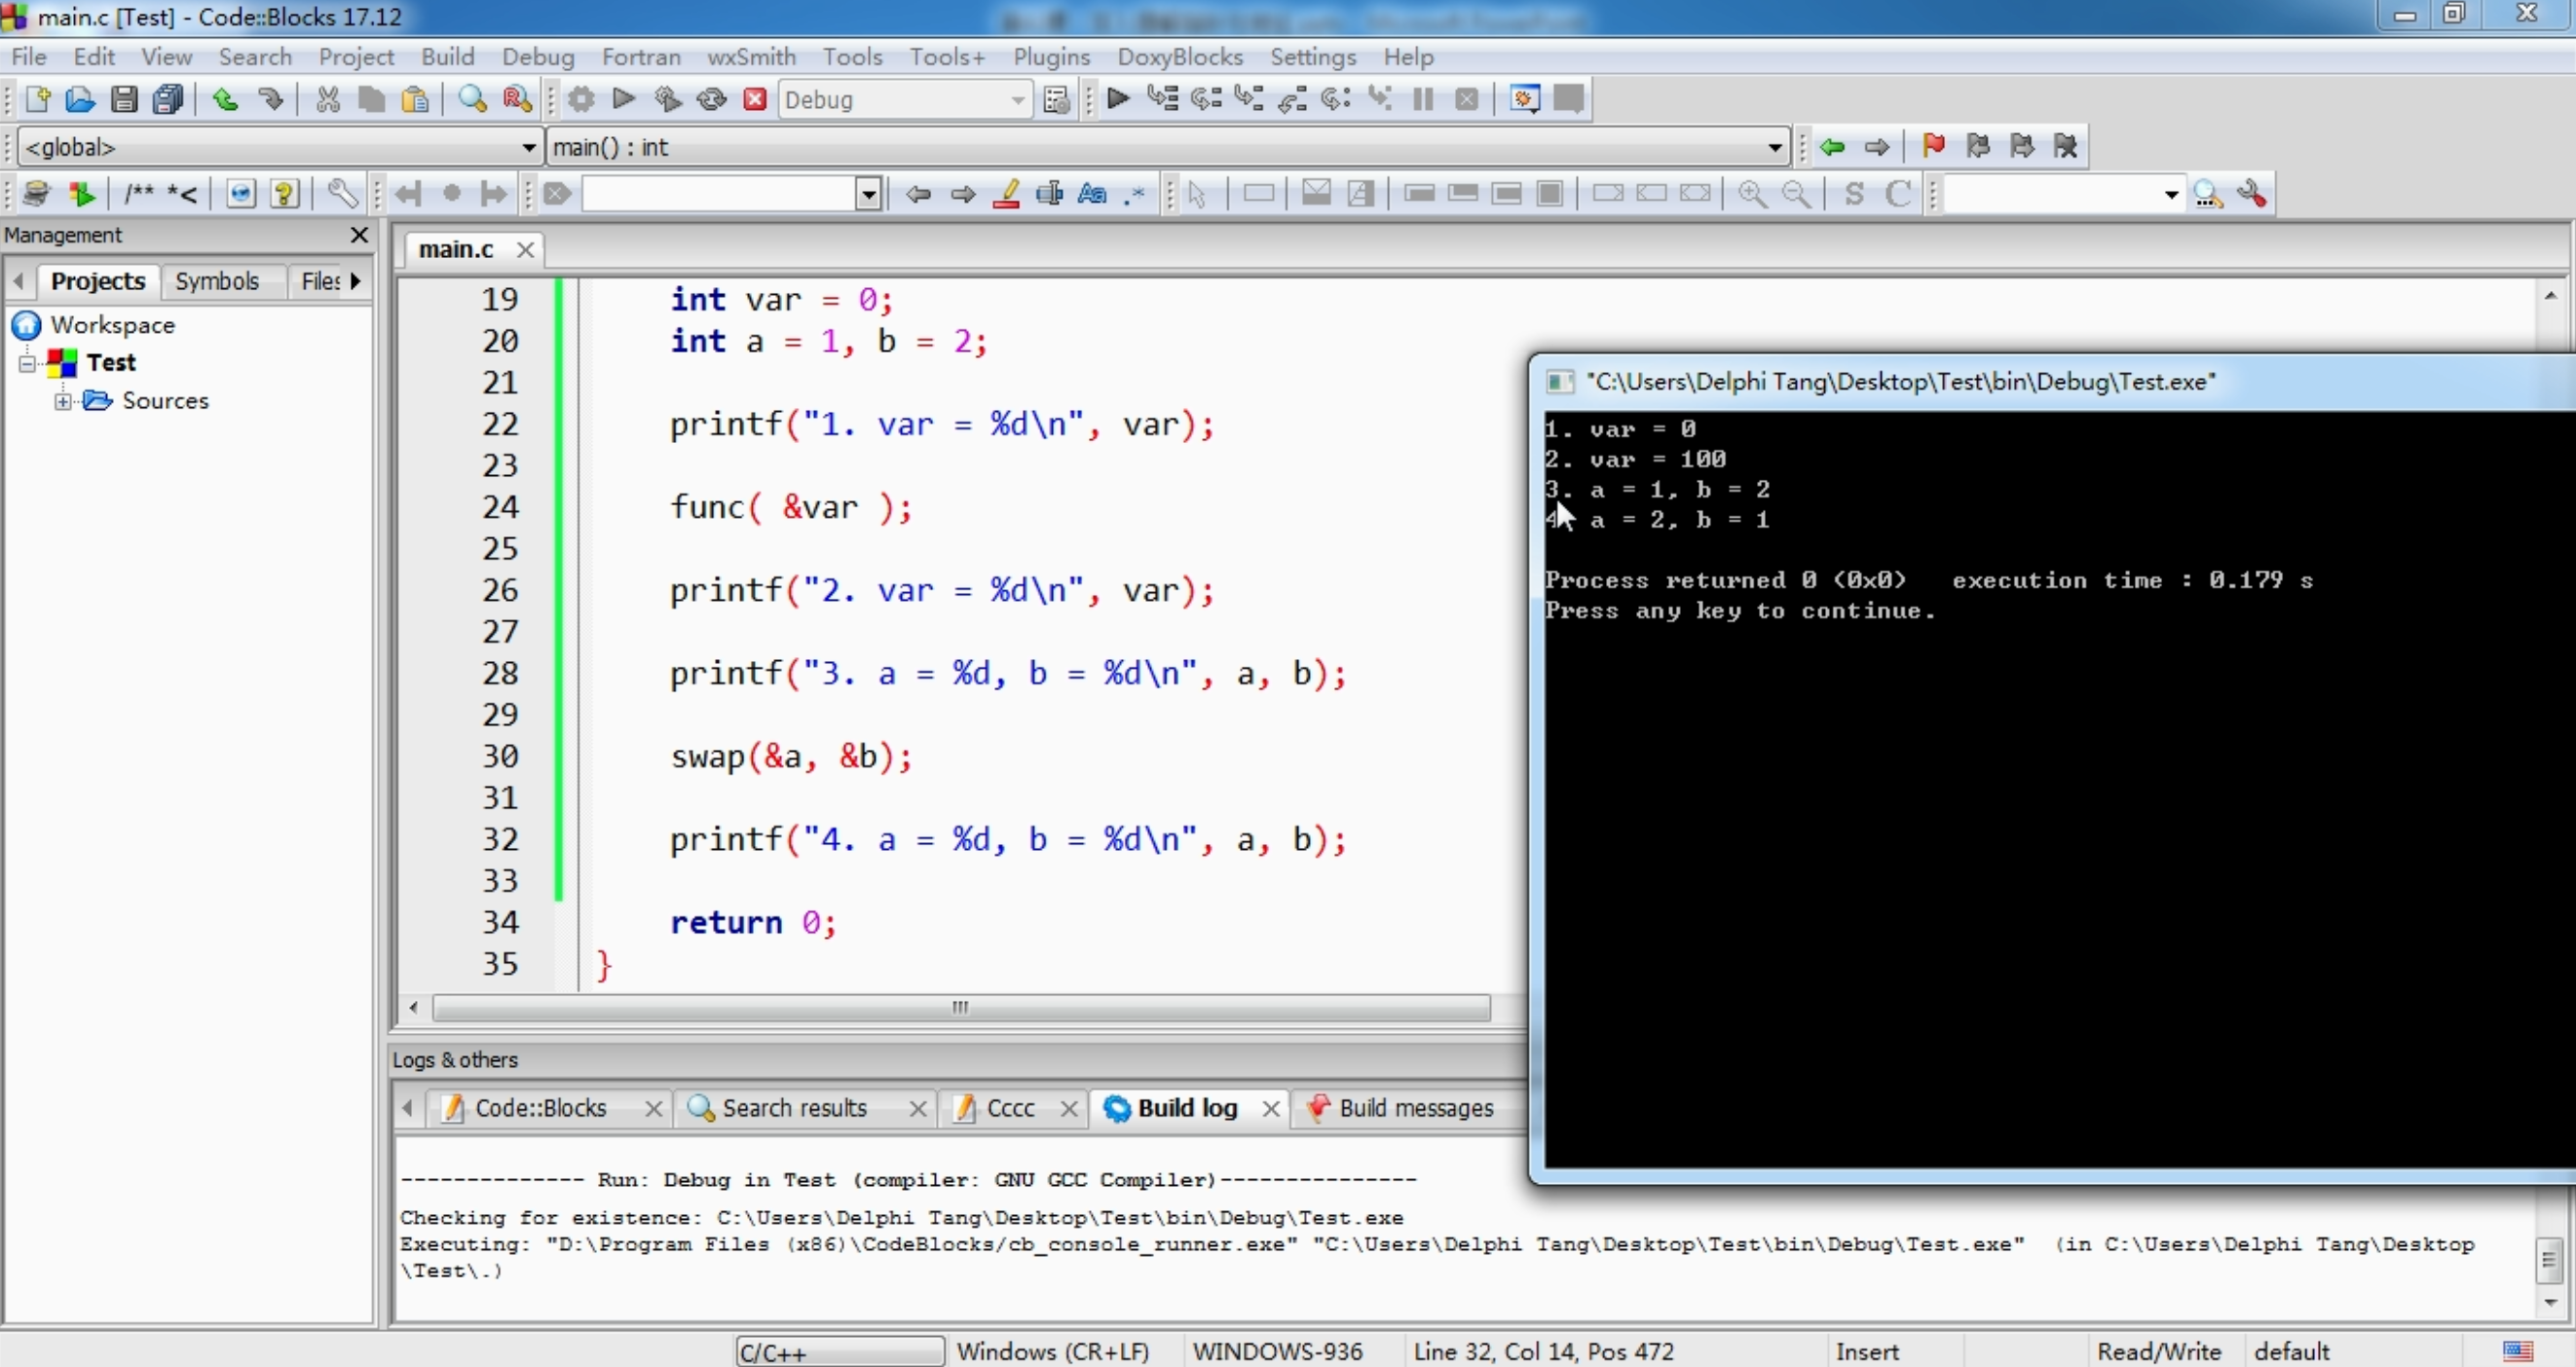 main.c [Test] - Code::Blocks 17.12
File Edit View Search Project Build Debug Fortran wxSmith Tools Tools+ Plugins DoxyBlocks Settings Help
Debug
<global> main() : int
/** *<
S C
Management
Projects Symbols Files
Workspace
Test
Sources
main.c
19 int var = 0;
20 int a = 1, b = 2;
21
22 printf("1. var = %d\n", var);
23
24 func( &var );
25
26 printf("2. var = %d\n", var);
27
28 printf("3. a = %d, b = %d\n", a, b);
29
30 swap(&a, &b);
31
32 printf("4. a = %d, b = %d\n", a, b);
33
34 return 0;
35 }
"C:\Users\Delphi Tang\Desktop\Test\bin\Debug\Test.exe"
1. var = 0
2. var = 100
3. a = 1, b = 2
4. a = 2, b = 1
Process returned 0 (0x0) execution time : 0.179 s
Press any key to continue.
Logs & others
Code::Blocks Search results Cccc Build log Build messages
-------------- Run: Debug in Test (compiler: GNU GCC Compiler)---------------
Checking for existence: C:\Users\Delphi Tang\Desktop\Test\bin\Debug\Test.exe
Executing: "D:\Program Files (x86)\CodeBlocks/cb_console_runner.exe" "C:\Users\Delphi Tang\Desktop\Test\bin\Debug\Test.exe" (in C:\Users\Delphi Tang\Desktop
\Test\.)
C/C++ Windows (CR+LF) WINDOWS-936 Line 32, Col 14, Pos 472 Insert Read/Write default